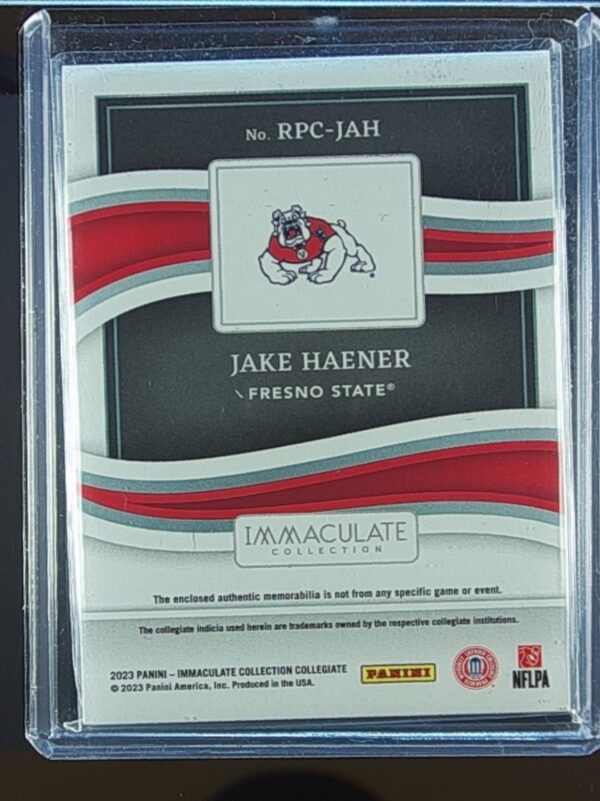 No. RPC-JAH
JAKE HAENER
FRESNO STATE®
IMMACULATE
COLLECTION
The enclosed authentic memorabilia is not from any specific game or event.
The collegiate indicia used herein are trademarks owned by the respective collegiate institutions.
2023 PANINI – IMMACULATE COLLECTION COLLEGIATE
© 2023 Panini America, Inc. Produced in the USA.
PANINI
NFLPA